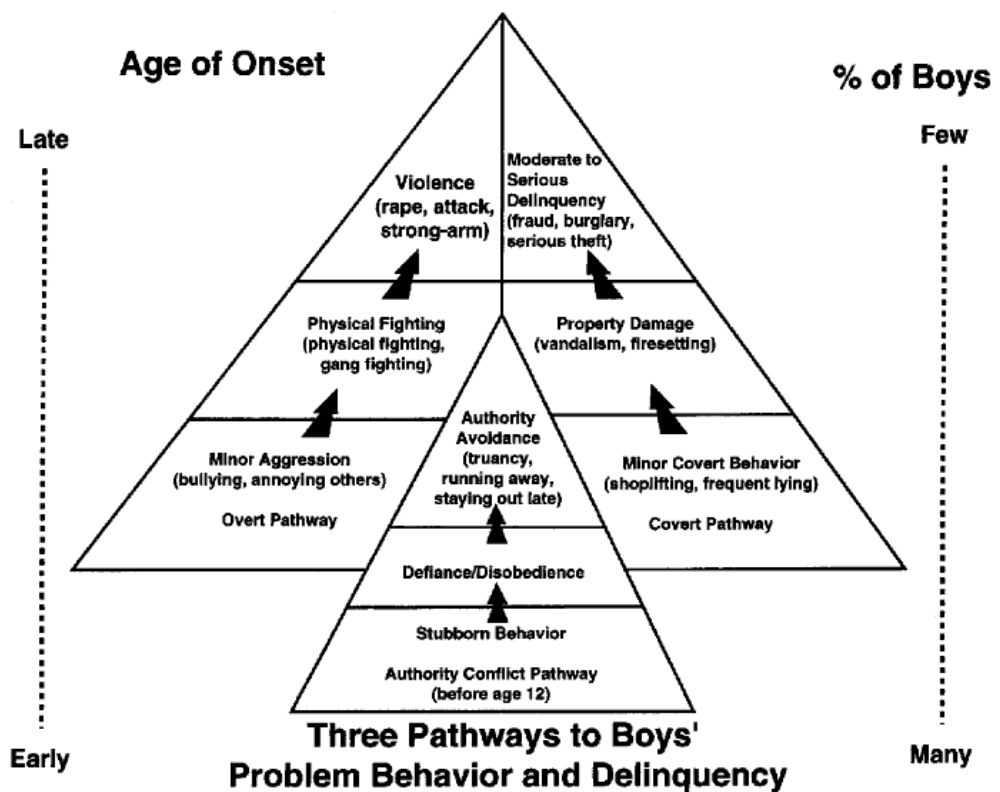 Age of Onset
% of Boys
Late
Few
Violence
(rape, attack,
strong-arm)
Moderate to
Serious
Delinquency
(fraud, burglary,
serious theft)
Physical Fighting
(physical fighting,
gang fighting)
Property Damage
(vandalism, firesetting)
Authority
Avoidance
(truancy,
running away,
staying out late)
Minor Aggression
(bullying, annoying others)
Overt Pathway
Minor Covert Behavior
(shoplifting, frequent lying)
Covert Pathway
Defiance/Disobedience
Stubborn Behavior
Authority Conflict Pathway
(before age 12)
Early
Many
Three Pathways to Boys'
Problem Behavior and Delinquency